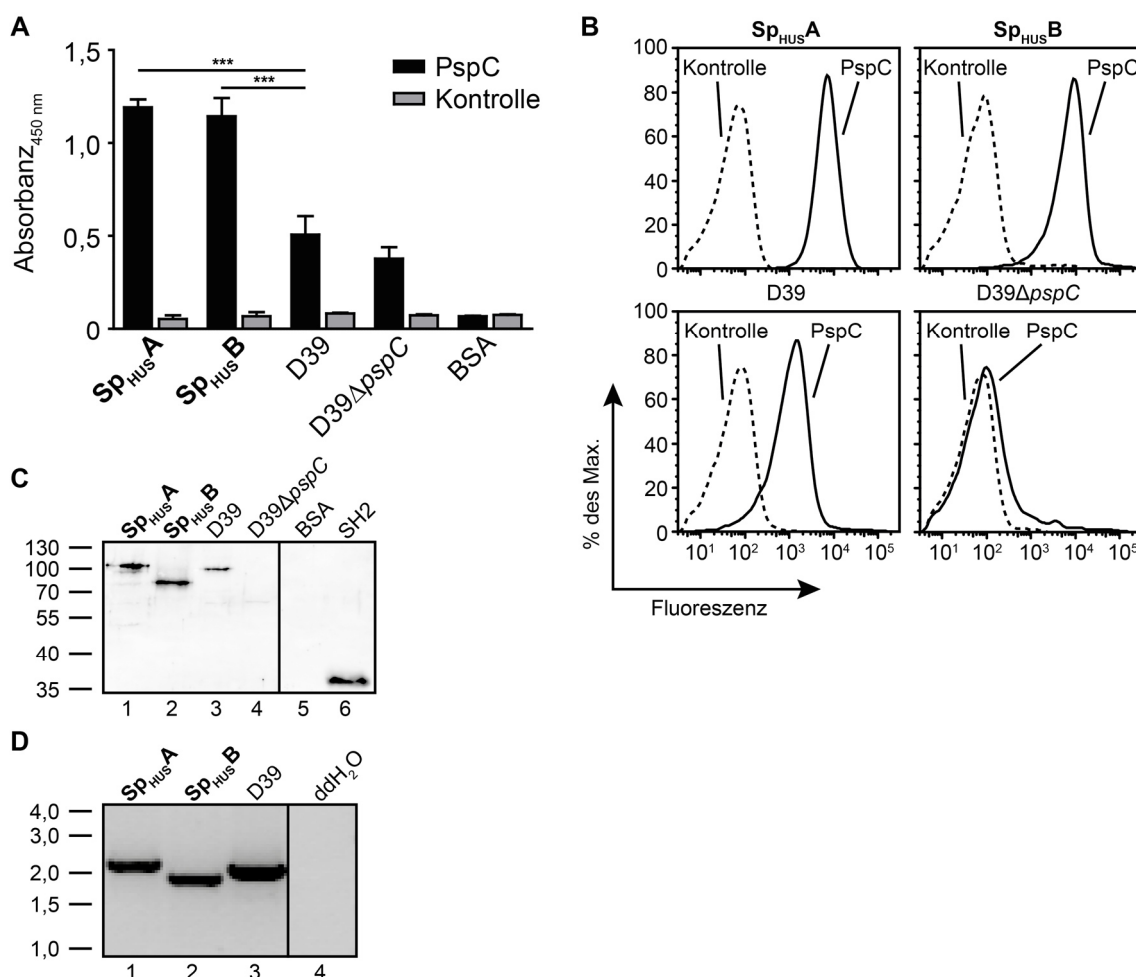 A
1,5
1,0
0,5
0
Absorbanz450 nm
***
***
PspC
Kontrolle
SpHUSA
SpHUSB
D39
D39ΔpspC
BSA
B
SpHUSA
SpHUSB
100
80
60
40
20
0
Kontrolle
PspC
Kontrolle
PspC
D39
D39ΔpspC
100
80
60
40
20
0
Kontrolle
PspC
Kontrolle
PspC
10¹ 10² 10³ 10⁴ 10⁵
10¹ 10² 10³ 10⁴ 10⁵
% des Max.
Fluoreszenz
C
SpHUSA
SpHUSB
D39
D39ΔpspC
BSA
SH2
130
100
70
55
40
35
1 2 3 4 5 6
D
SpHUSA
SpHUSB
D39
ddH₂O
4,0
3,0
2,0
1,5
1,0
1 2 3 4